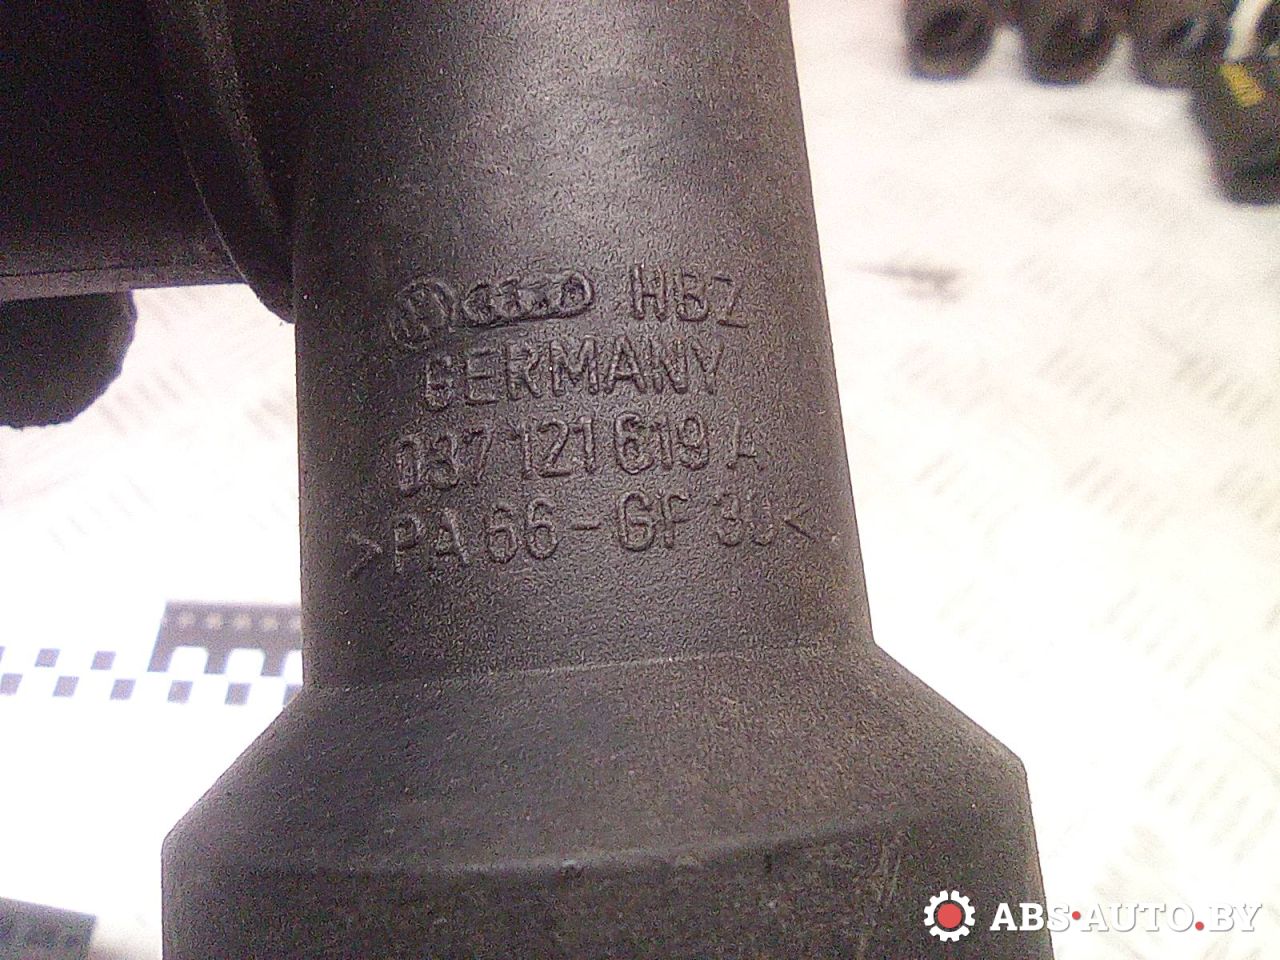 HBZ
GERMANY
037 121 619 A
>PA 66-GF 30<
ABS•AUTO.BY